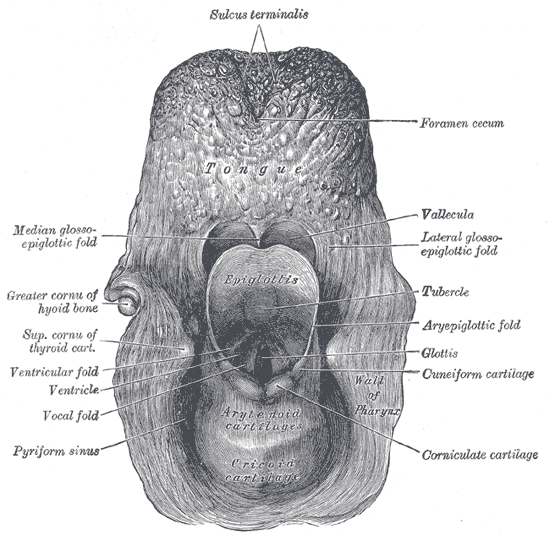 Sulcus terminalis
Foramen cecum
Tongue
Median glosso-
epiglottic fold
Vallecula
Lateral glosso-
epiglottic fold
Epiglottis
Greater cornu of
hyoid bone
Tubercle
Sup. cornu of
thyroid cart.
Aryepiglottic fold
Ventricular fold
Glottis
Ventricle
Cuneiform cartilage
Wall
of
Pharynx
Vocal fold
Arytenoid
cartilages
Pyriform sinus
Corniculate cartilage
Cricoid
cartilage